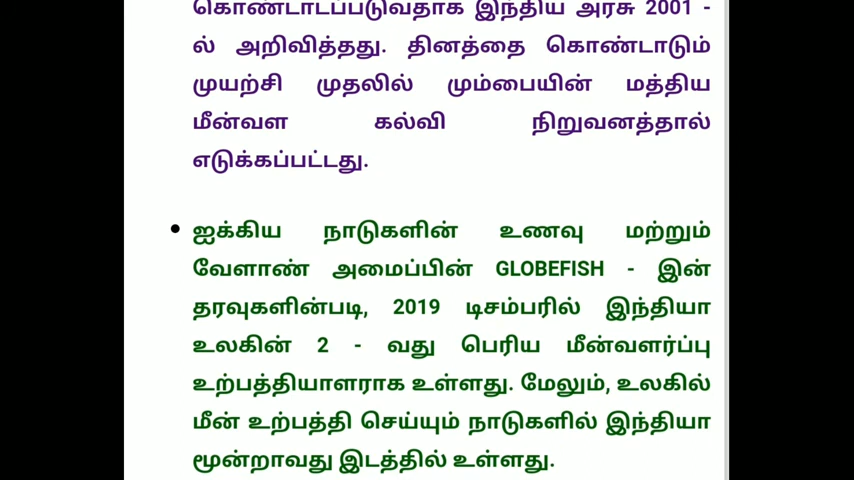 கொண்டாடப்படுவதாக இந்திய அரசு 2001 -
ல் அறிவித்தது. தினத்தை கொண்டாடும்
முயற்சி முதலில் மும்பையின் மத்திய
மீன்வள கல்வி நிறுவனத்தால்
எடுக்கப்பட்டது.
• ஐக்கிய நாடுகளின் உணவு மற்றும்
வேளாண் அமைப்பின் GLOBEFISH - இன்
தரவுகளின்படி, 2019 டிசம்பரில் இந்தியா
உலகின் 2 - வது பெரிய மீன்வளர்ப்பு
உற்பத்தியாளராக உள்ளது. மேலும், உலகில்
மீன் உற்பத்தி செய்யும் நாடுகளில் இந்தியா
மூன்றாவது இடத்தில் உள்ளது.